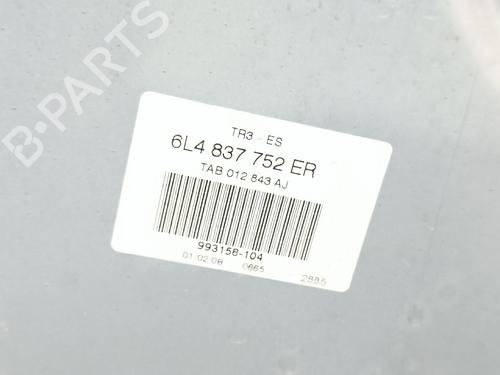 B-PARTS
TR3 - ES
6L4 837 752 ER
TAB 012 843 AJ
993158-104
01 02 08 0665 2885